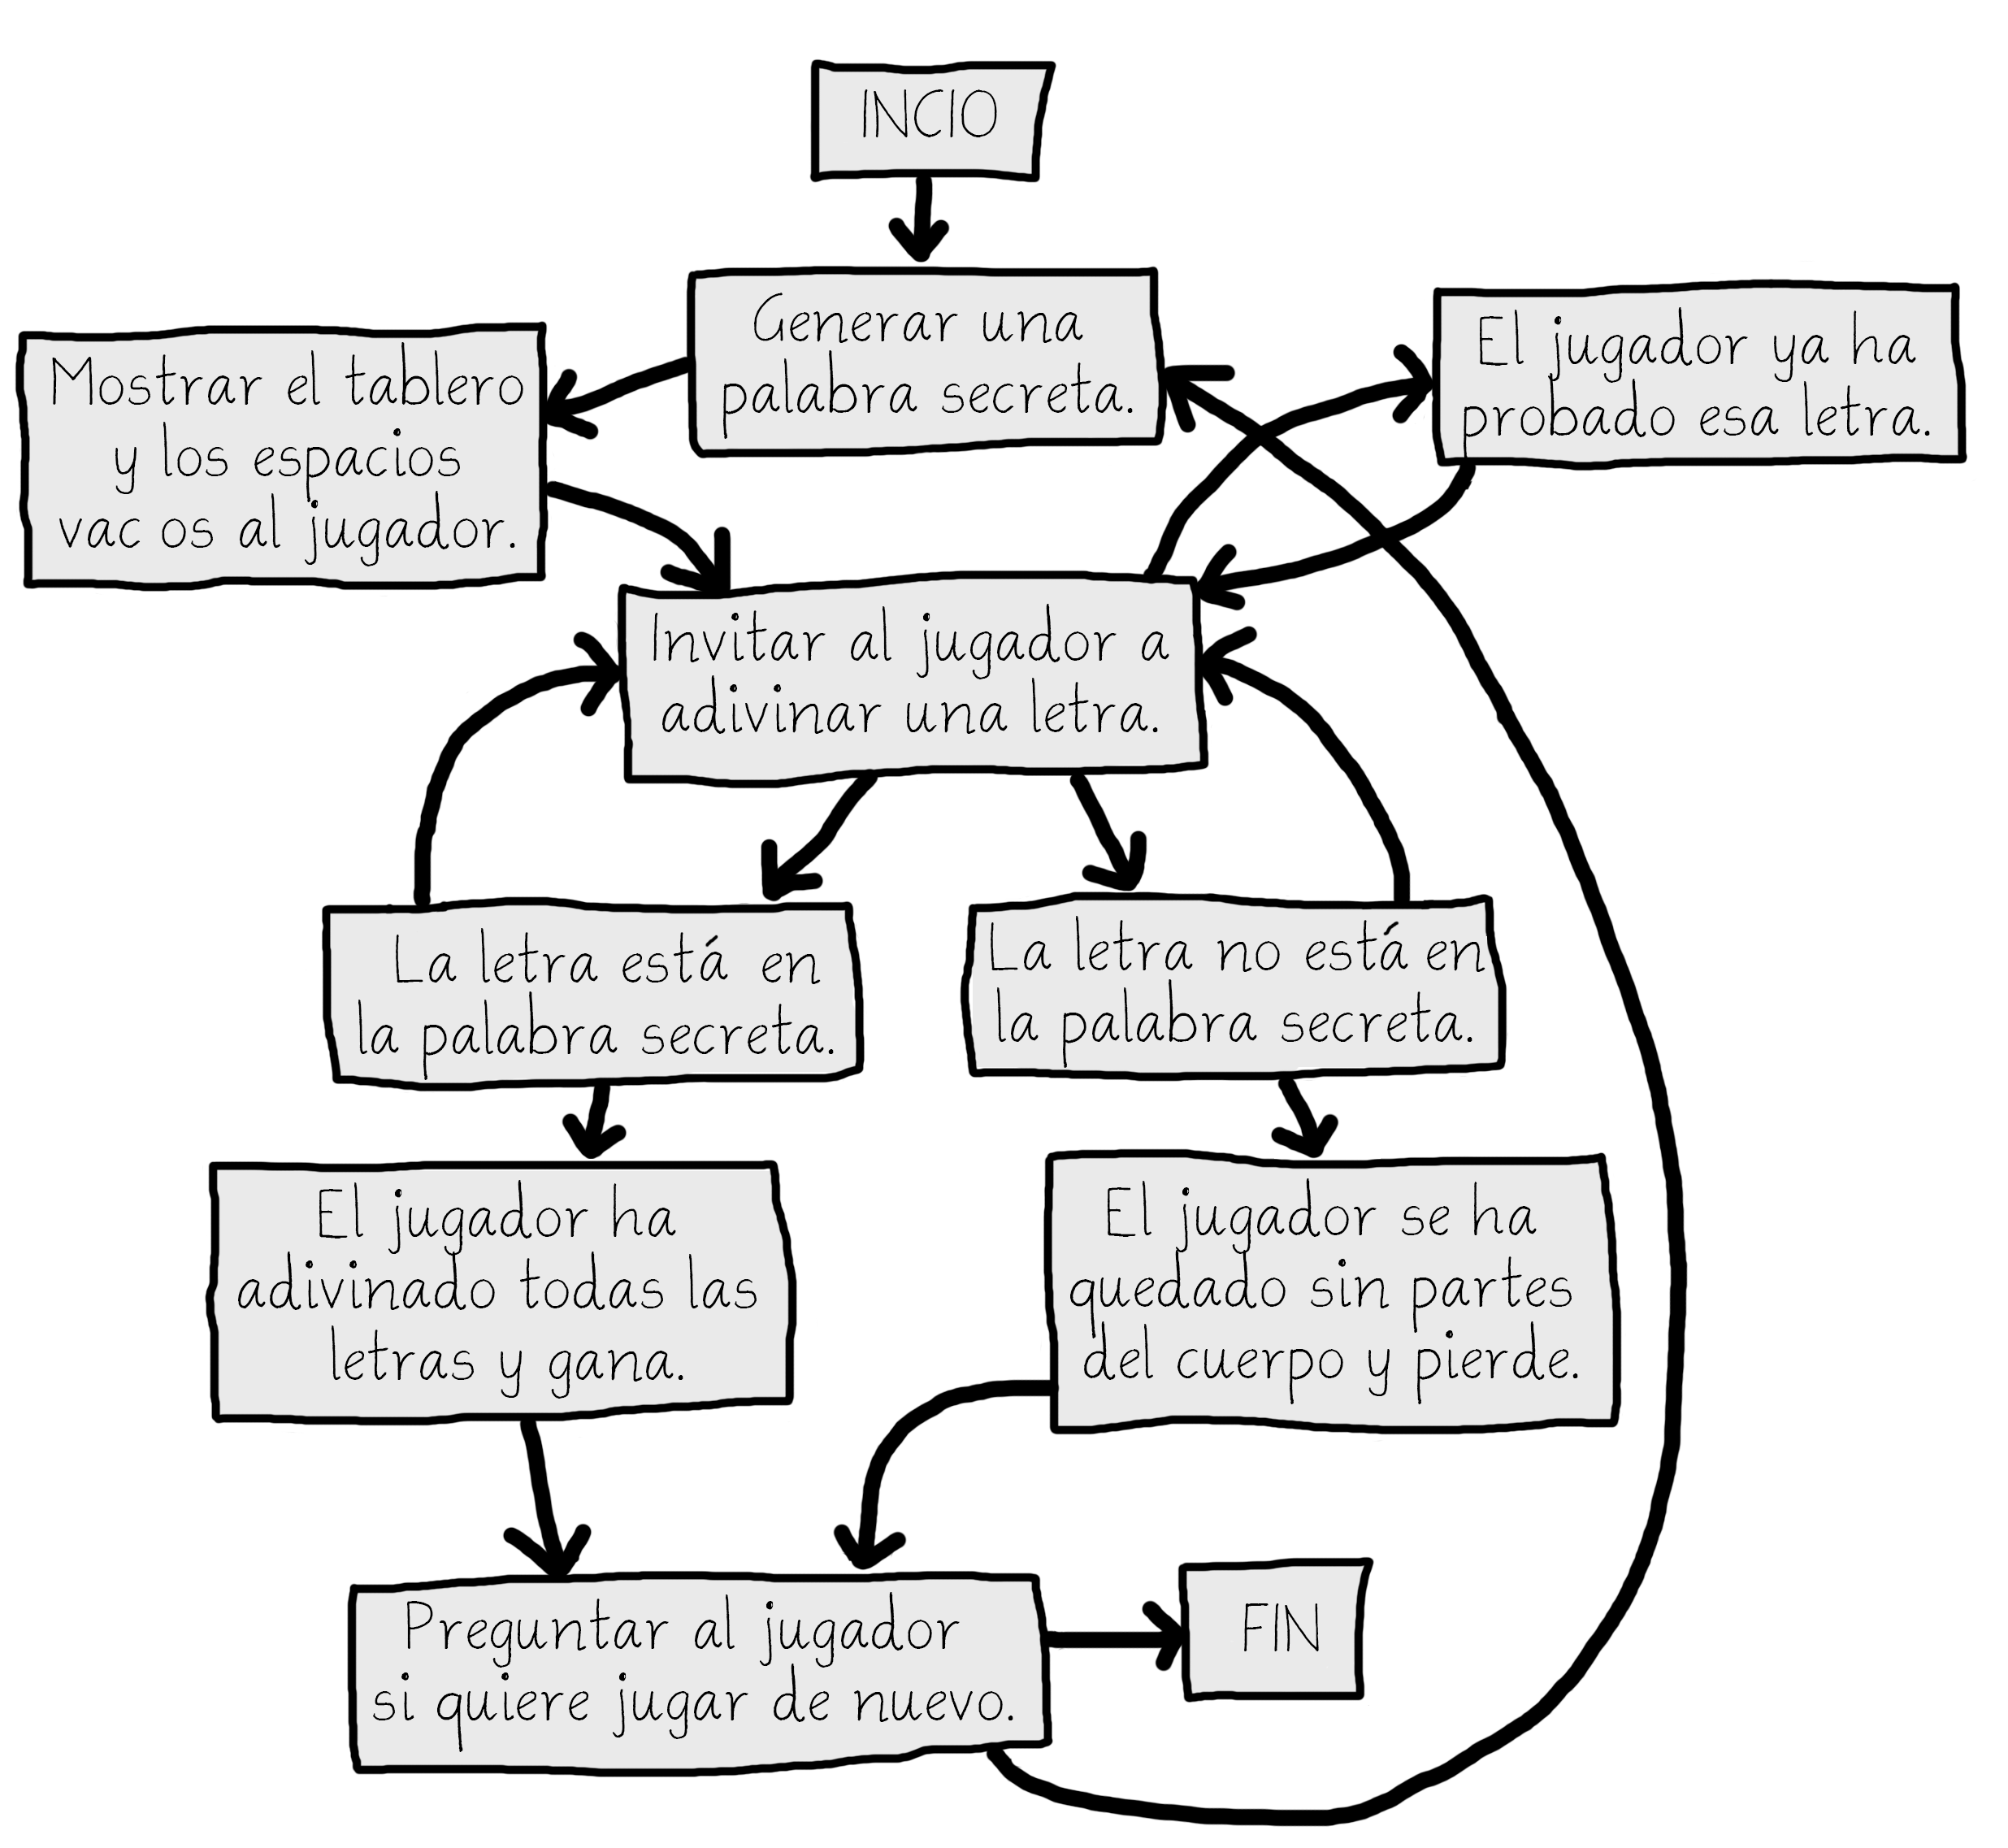 INCIO
Generar una
palabra secreta.
El jugador ya ha
probado esa letra.
Mostrar el tablero
y los espacios
vac os al jugador.
Invitar al jugador a
adivinar una letra.
La letra está en
la palabra secreta.
La letra no está en
la palabra secreta.
El jugador ha
adivinado todas las
letras y gana.
El jugador se ha
quedado sin partes
del cuerpo y pierde.
Preguntar al jugador
si quiere jugar de nuevo.
FIN